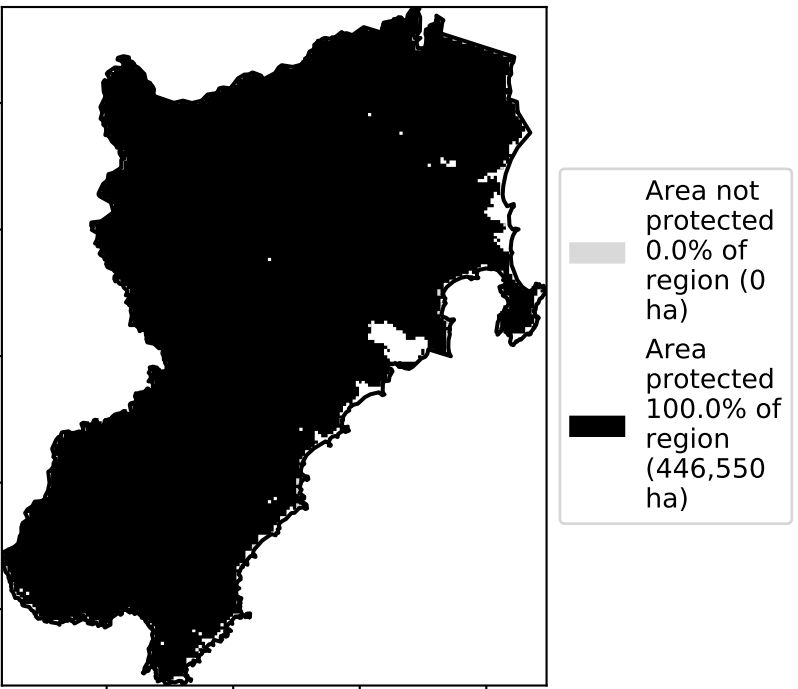 Area not
protected
0.0% of
region (0
ha)
Area
protected
100.0% of
region
(446,550
ha)